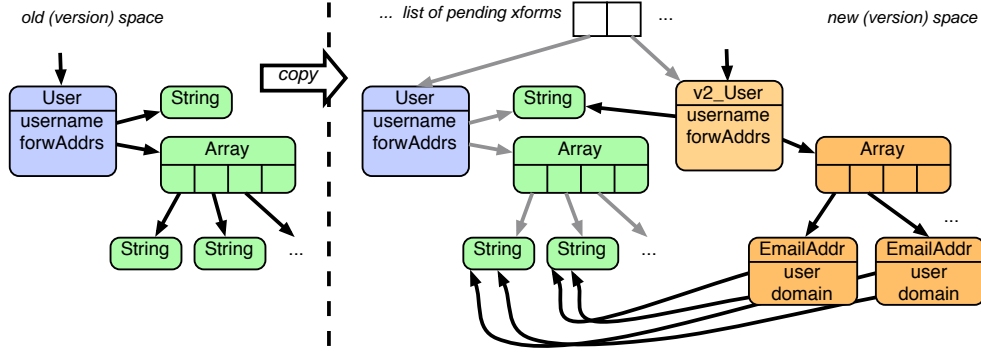 old (version) space
... list of pending xforms
...
new (version) space
copy
User
username
forwAddrs
String
Array
String
String
...
User
username
forwAddrs
String
Array
String
String
...
v2_User
username
forwAddrs
Array
...
EmailAddr
user
domain
EmailAddr
user
domain